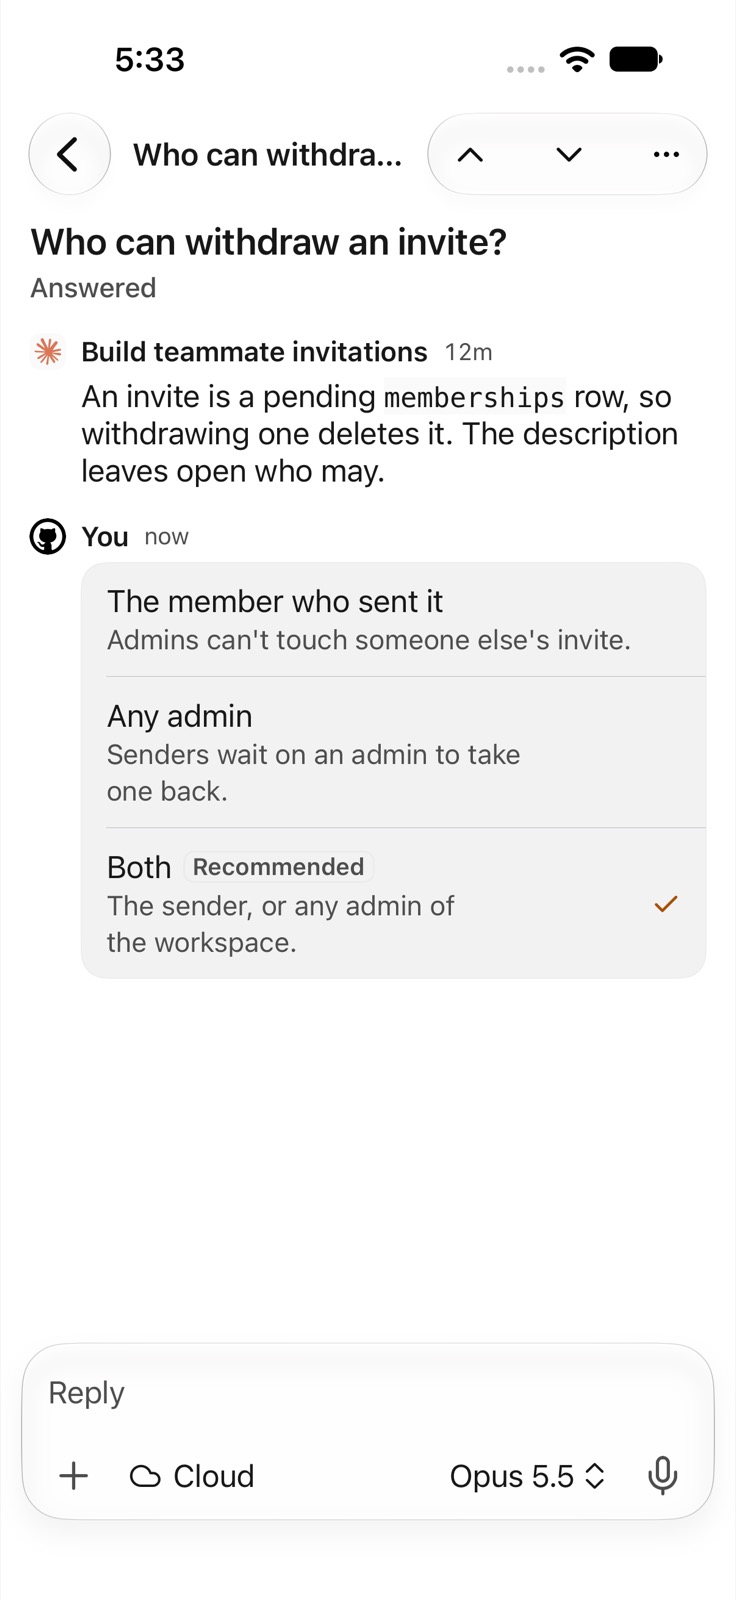 5:33
Who can withdra...
Who can withdraw an invite?
Answered
Build teammate invitations 12m
An invite is a pending memberships row, so
withdrawing one deletes it. The description
leaves open who may.
You now
The member who sent it
Admins can't touch someone else's invite.
Any admin
Senders wait on an admin to take
one back.
Both Recommended
The sender, or any admin of
the workspace.
Reply
Cloud
Opus 5.5